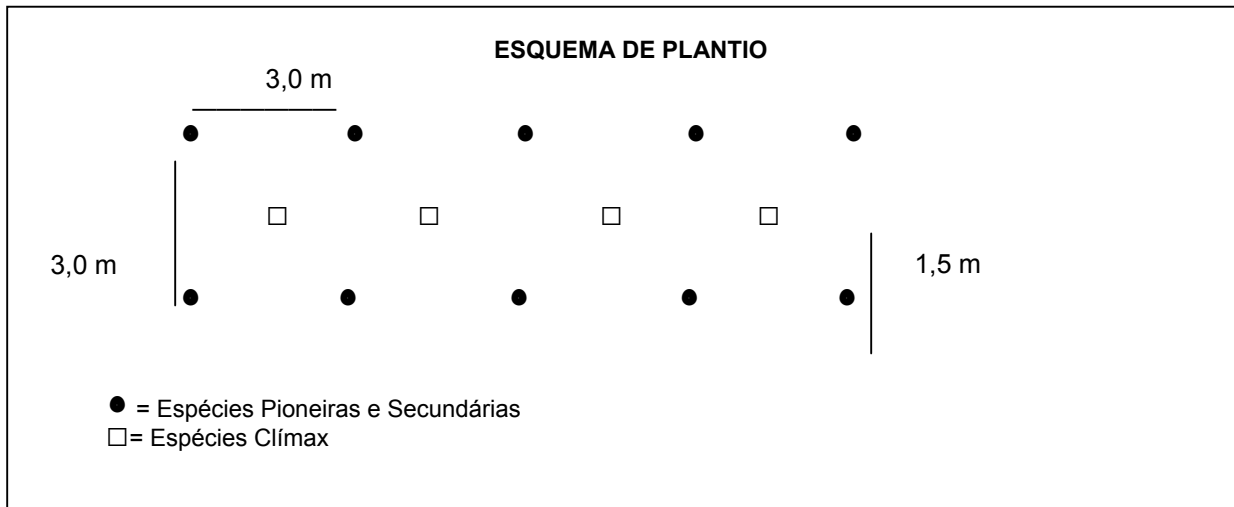 ESQUEMA DE PLANTIO
3,0 m
3,0 m
1,5 m
● = Espécies Pioneiras e Secundárias
□= Espécies Clímax